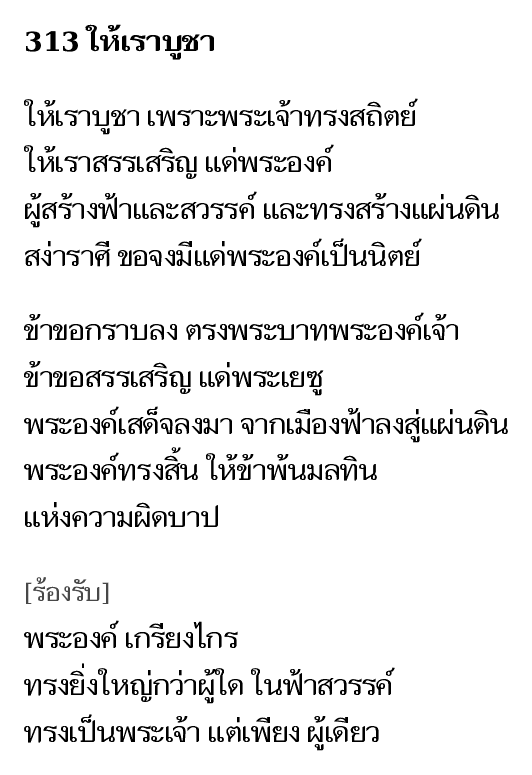 313 ให้เราบูชา
ให้เราบูชา เพราะพระเจ้าทรงสถิตย์
ให้เราสรรเสริญ แด่พระองค์
ผู้สร้างฟ้าและสวรรค์ และทรงสร้างแผ่นดิน
สง่าราศี ขอจงมีแด่พระองค์เป็นนิตย์
ข้าขอกราบลง ตรงพระบาทพระองค์เจ้า
ข้าขอสรรเสริญ แด่พระเยซู
พระองค์เสด็จลงมา จากเมืองฟ้าลงสู่แผ่นดิน
พระองค์ทรงสิ้น ให้ข้าพ้นมลทิน
แห่งความผิดบาป
[ร้องรับ]
พระองค์ เกรียงไกร
ทรงยิ่งใหญ่กว่าผู้ใด ในฟ้าสวรรค์
ทรงเป็นพระเจ้า แต่เพียง ผู้เดียว